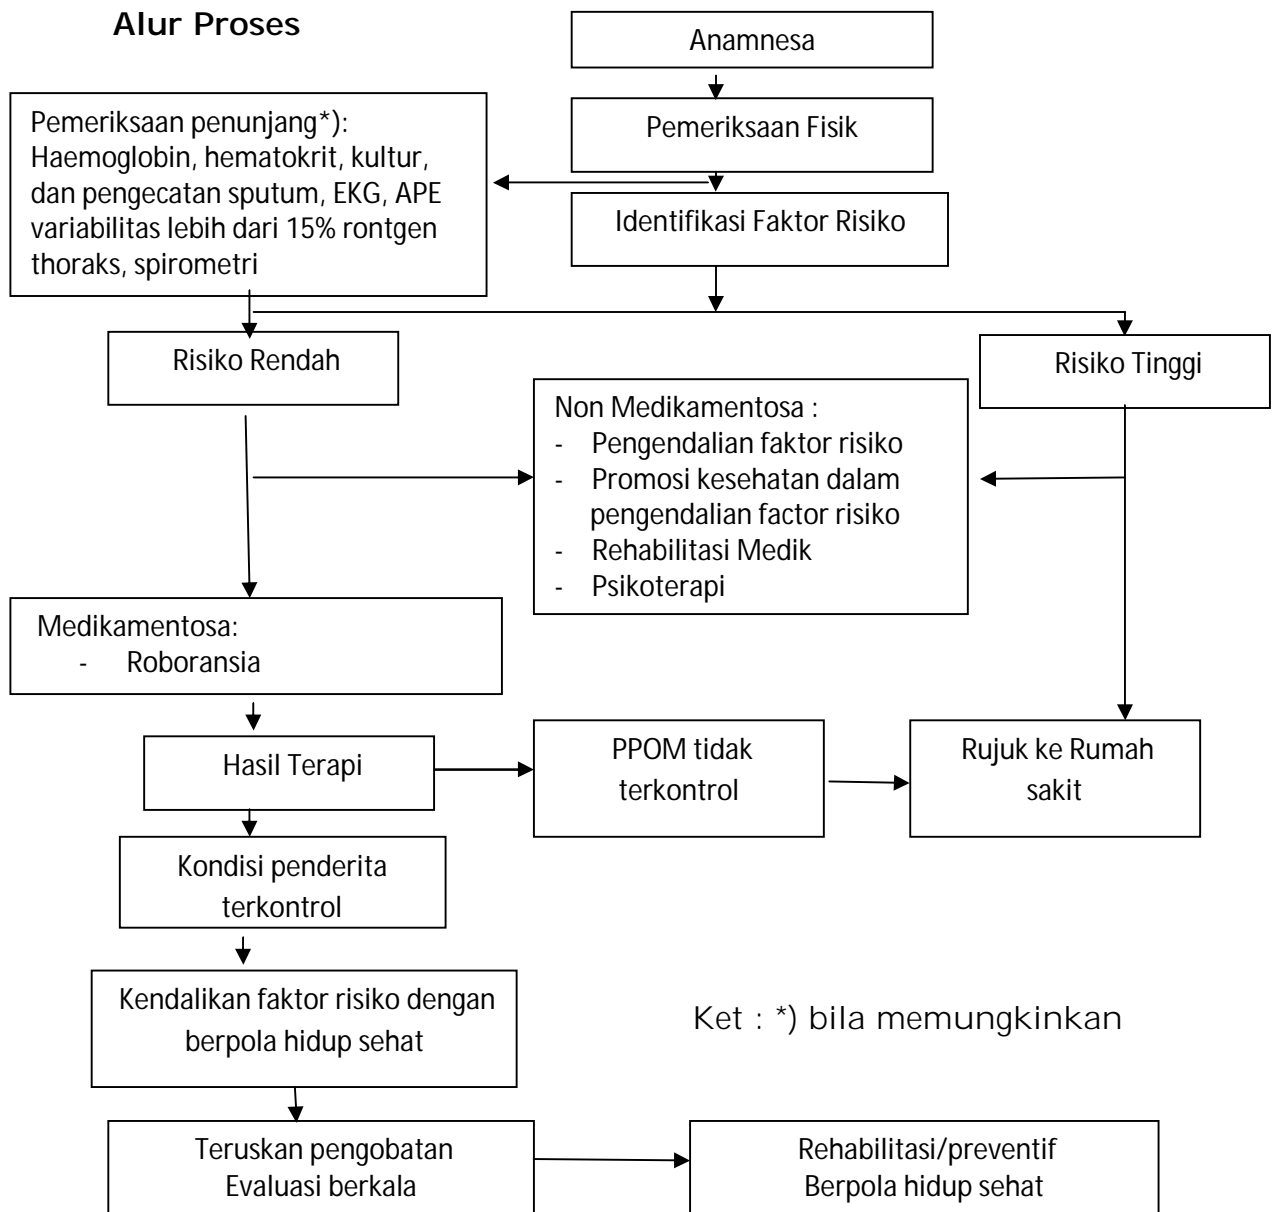 Alur Proses
Anamnesa
Pemeriksaan Fisik
Pemeriksaan penunjang*):
Haemoglobin, hematokrit, kultur,
dan pengecatan sputum, EKG, APE
variabilitas lebih dari 15% rontgen
thoraks, spirometri
Identifikasi Faktor Risiko
Risiko Rendah
Risiko Tinggi
Non Medikamentosa :
- Pengendalian faktor risiko
- Promosi kesehatan dalam
pengendalian factor risiko
- Rehabilitasi Medik
- Psikoterapi
Medikamentosa:
- Roboransia
Hasil Terapi
PPOM tidak
terkontrol
Rujuk ke Rumah
sakit
Kondisi penderita
terkontrol
Kendalikan faktor risiko dengan
berpola hidup sehat
Ket : *) bila memungkinkan
Teruskan pengobatan
Evaluasi berkala
Rehabilitasi/preventif
Berpola hidup sehat